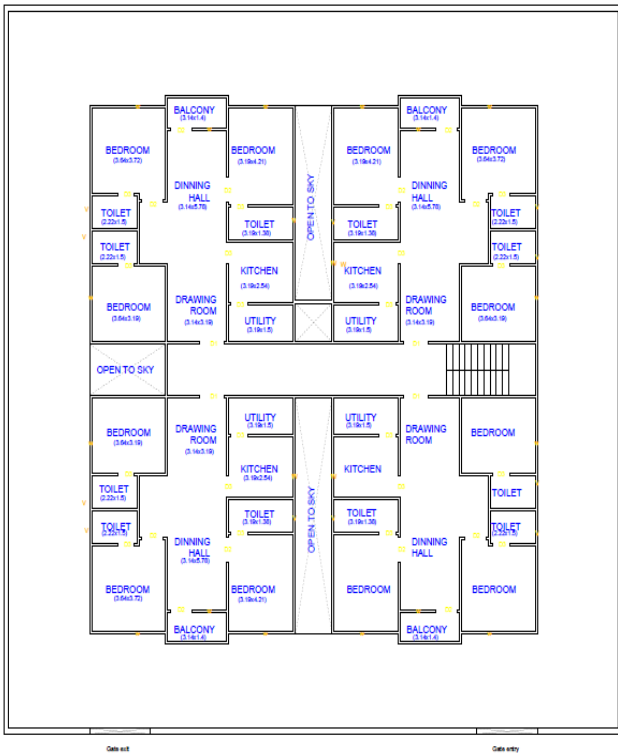 BALCONY
(3.14x1.4)
BALCONY
(3.14x1.4)
BEDROOM
(3.64x3.72)
BEDROOM
(3.19x4.21)
BEDROOM
(3.19x4.21)
BEDROOM
(3.64x3.72)
DINNING
HALL
(3.14x5.78)
DINNING
HALL
(3.14x5.78)
OPEN TO SKY
TOILET
(2.22x1.5)
TOILET
(3.19x1.38)
TOILET
(3.19x1.38)
TOILET
(2.22x1.5)
TOILET
(2.22x1.5)
TOILET
(2.22x1.5)
KITCHEN
(3.19x2.54)
KITCHEN
(3.19x2.54)
BEDROOM
(3.64x3.19)
DRAWING
ROOM
(3.14x3.19)
UTILITY
(3.19x1.5)
UTILITY
(3.19x1.5)
DRAWING
ROOM
(3.14x3.19)
BEDROOM
(3.64x3.19)
OPEN TO SKY
BEDROOM
(3.64x3.19)
DRAWING
ROOM
(3.14x3.19)
UTILITY
(3.19x1.5)
UTILITY
(3.19x1.5)
DRAWING
ROOM
BEDROOM
KITCHEN
(3.19x2.54)
KITCHEN
TOILET
(2.22x1.5)
TOILET
TOILET
(2.22x1.5)
TOILET
(3.19x1.38)
TOILET
(3.19x1.38)
TOILET
(2.22x1.5)
OPEN TO SKY
DINNING
HALL
(3.14x5.78)
DINNING
HALL
BEDROOM
(3.64x3.72)
BEDROOM
(3.19x4.21)
BEDROOM
BEDROOM
BALCONY
(3.14x1.4)
BALCONY
(3.14x1.4)
Gate exit
Gate entry